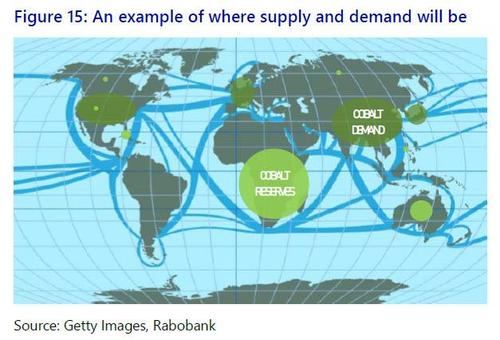 Figure 15: An example of where supply and demand will be
COBALT
DEMAND
COBALT
RESERVES
Source: Getty Images, Rabobank